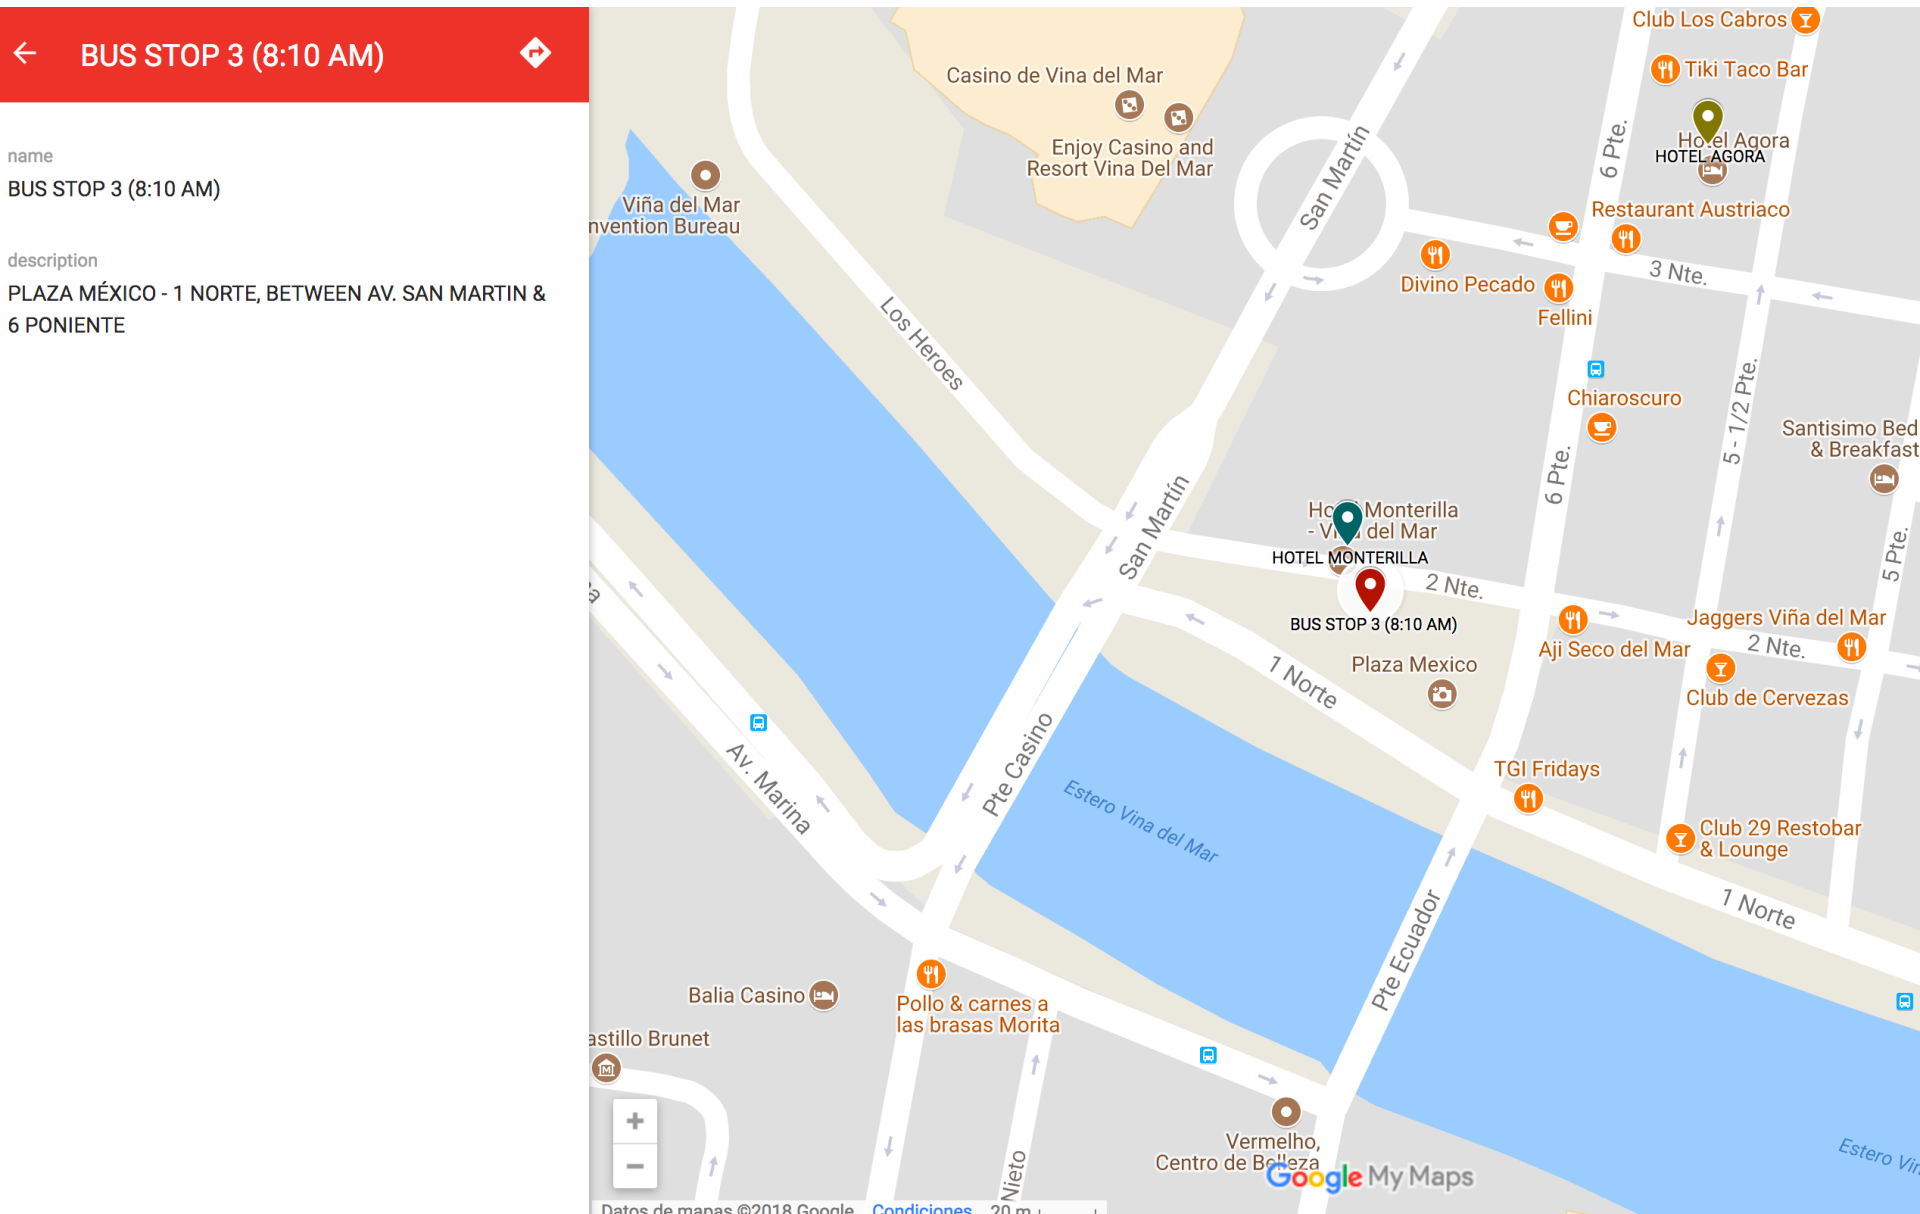 BUS STOP 3 (8:10 AM)
name
BUS STOP 3 (8:10 AM)
description
PLAZA MÉXICO - 1 NORTE, BETWEEN AV. SAN MARTIN &
6 PONIENTE
Club Los Cabros
Casino de Vina del Mar
Tiki Taco Bar
Enjoy Casino and
Resort Vina Del Mar
San Martín
6 Pte.
Hotel Agora
HOTEL AGORA
Viña del Mar
nvention Bureau
Restaurant Austriaco
Divino Pecado
3 Nte.
Fellini
Los Heroes
Chiaroscuro
5 - 1/2 Pte.
Santisimo Bed
& Breakfast
6 Pte.
San Martín
Monterilla
del Mar
HOTEL MONTERILLA
2 Nte.
5 Pte.
BUS STOP 3 (8:10 AM)
Aji Seco del Mar
Jaggers Viña del Mar
2 Nte.
Plaza Mexico
1 Norte
Club de Cervezas
Av. Marina
Pte Casino
Estero Vina del Mar
TGI Fridays
Club 29 Restobar
& Lounge
1 Norte
Pte Ecuador
Balia Casino
Pollo & carnes a
las brasas Morita
astillo Brunet
Vermelho,
Centro de Belleza
Estero Vin
Nieto
Google My Maps
Datos de mapas ©2018 Google
Condiciones
20 m